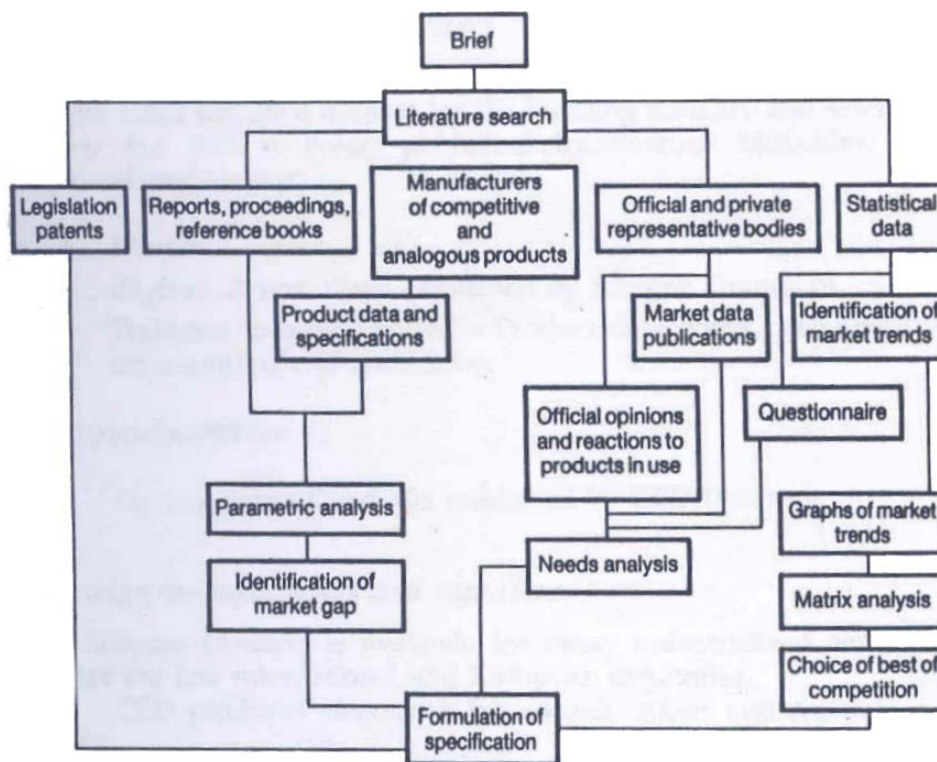 Brief
Literature search
Legislation
patents
Reports, proceedings,
reference books
Manufacturers
of competitive
and
analogous products
Official and private
representative bodies
Statistical
data
Product data and
specifications
Market data
publications
Identification of
market trends
Official opinions
and reactions to
products in use
Questionnaire
Parametric analysis
Graphs of market
trends
Identification of
market gap
Needs analysis
Matrix analysis
Choice of best of
competition
Formulation of
specification